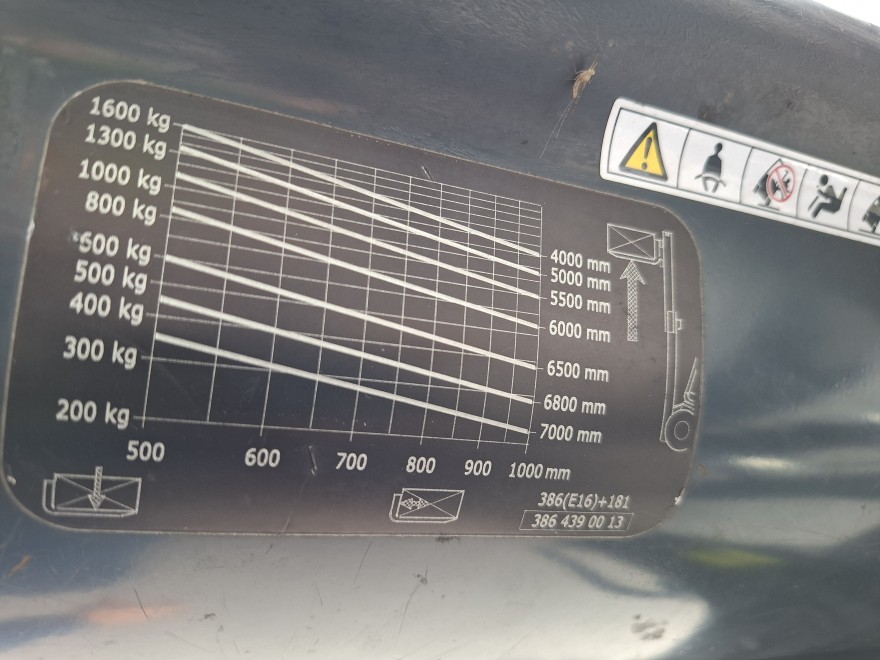 1600 kg
1300 kg
1000 kg
800 kg
600 kg
500 kg
400 kg
300 kg
200 kg
4000 mm
5000 mm
5500 mm
6000 mm
6500 mm
6800 mm
7000 mm
500 600 700 800 900 1000 mm
386(E16)+181
386 439 00 13